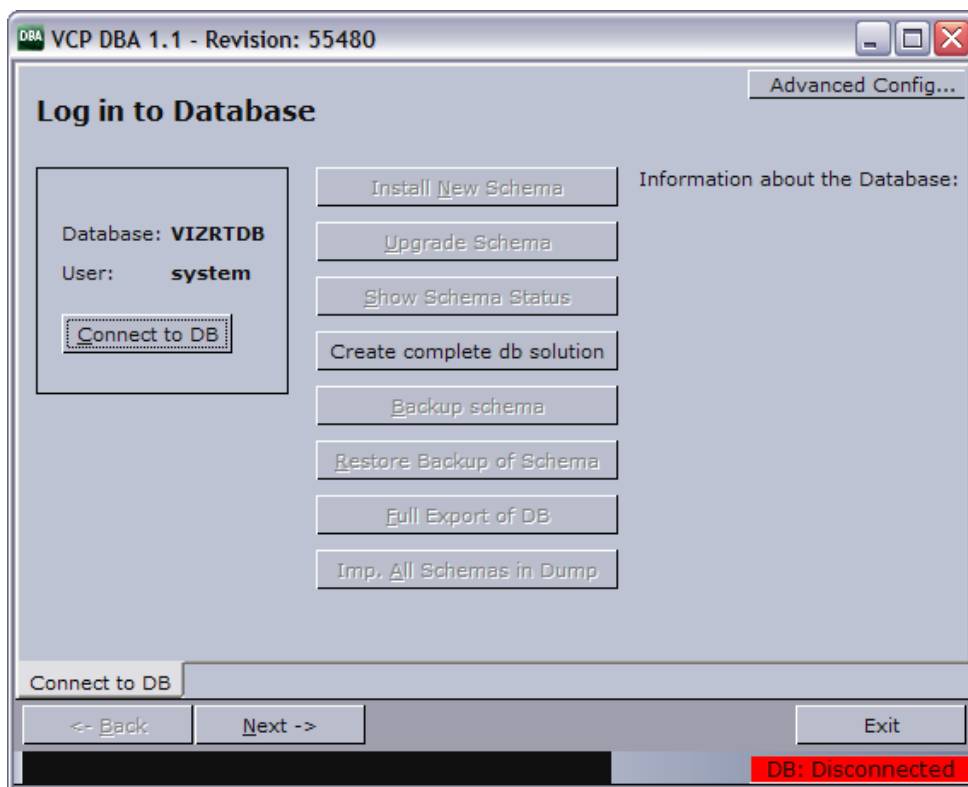 DBA VCP DBA 1.1 - Revision: 55480
Advanced Config...
Log in to Database
Database: VIZRTDB
User: system
Connect to DB
Install New Schema
Upgrade Schema
Show Schema Status
Create complete db solution
Backup schema
Restore Backup of Schema
Full Export of DB
Imp. All Schemas in Dump
Information about the Database:
Connect to DB
<- Back
Next ->
Exit
DB: Disconnected